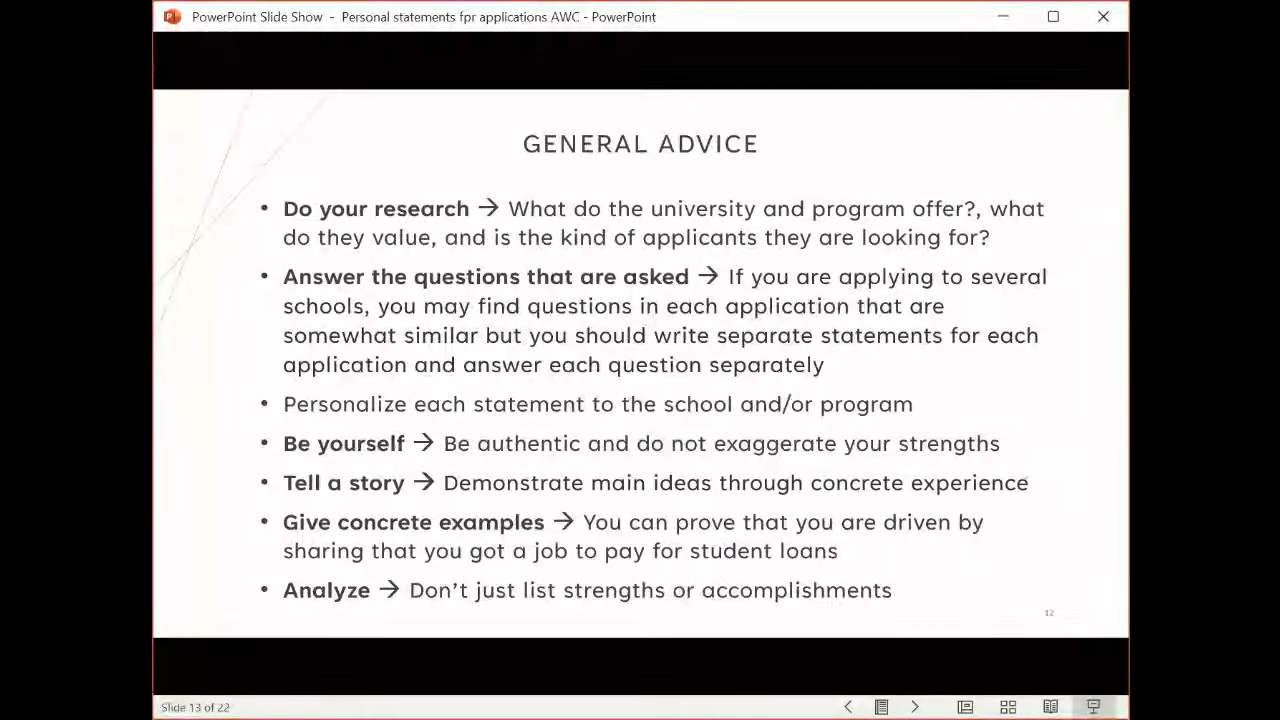 PowerPoint Slide Show - Personal statements fpr applications AWC - PowerPoint
GENERAL ADVICE
• Do your research → What do the university and program offer?, what
do they value, and is the kind of applicants they are looking for?
• Answer the questions that are asked → If you are applying to several
schools, you may find questions in each application that are
somewhat similar but you should write separate statements for each
application and answer each question separately
• Personalize each statement to the school and/or program
• Be yourself → Be authentic and do not exaggerate your strengths
• Tell a story → Demonstrate main ideas through concrete experience
• Give concrete examples → You can prove that you are driven by
sharing that you got a job to pay for student loans
• Analyze → Don't just list strengths or accomplishments
12
Slide 13 of 22